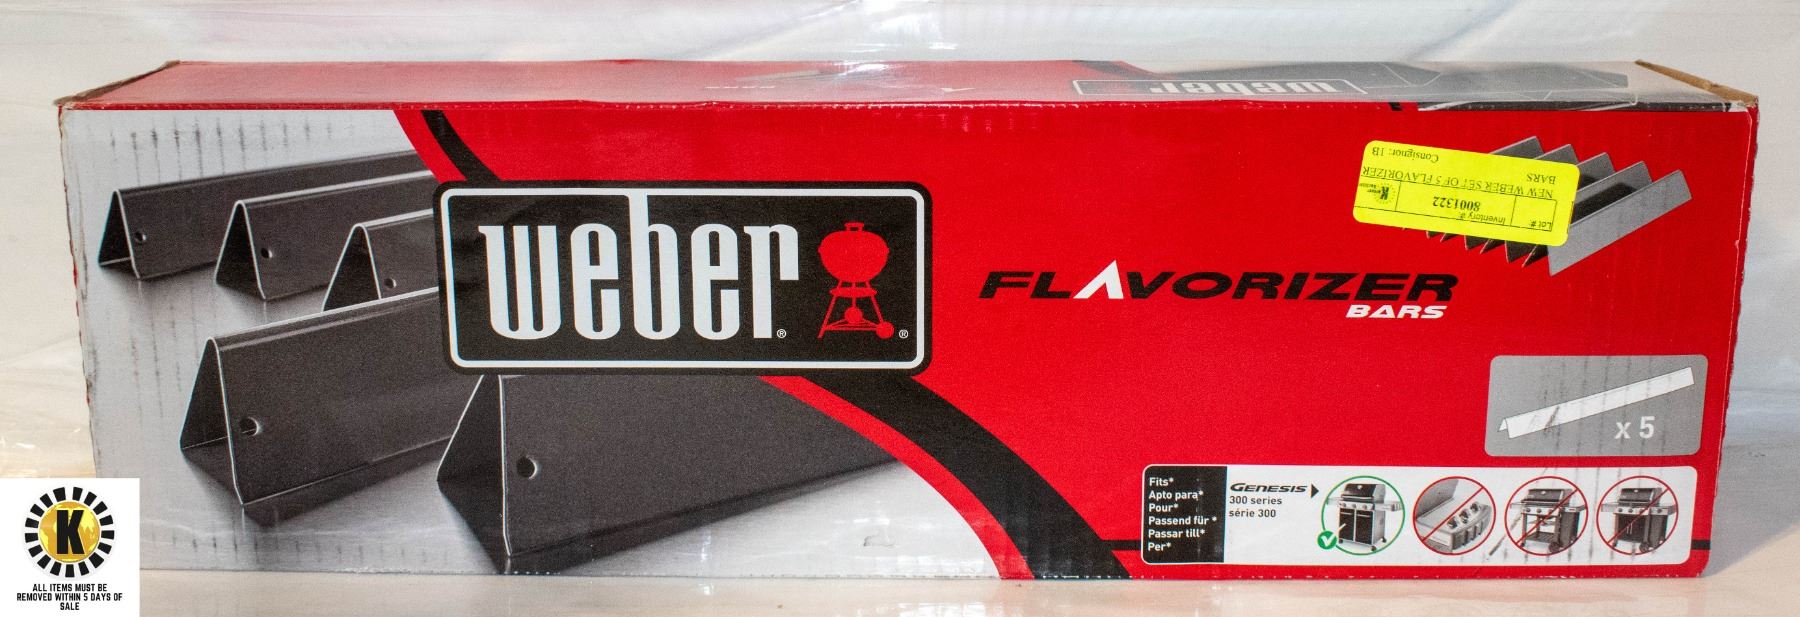 weber
weber®
®
FLAVORIZER
BARS
Lot #:
Inventory #:
8001322
NEW WEBER SET OF 5 FLAVORIZER
BARS
Consignor: 1B
x 5
Fits*
Apto para*
Pour*
Passend für *
Passar till*
Per*
GENESIS
300 series
série 300
K
ALL ITEMS MUST BE
REMOVED WITHIN 5 DAYS OF
SALE